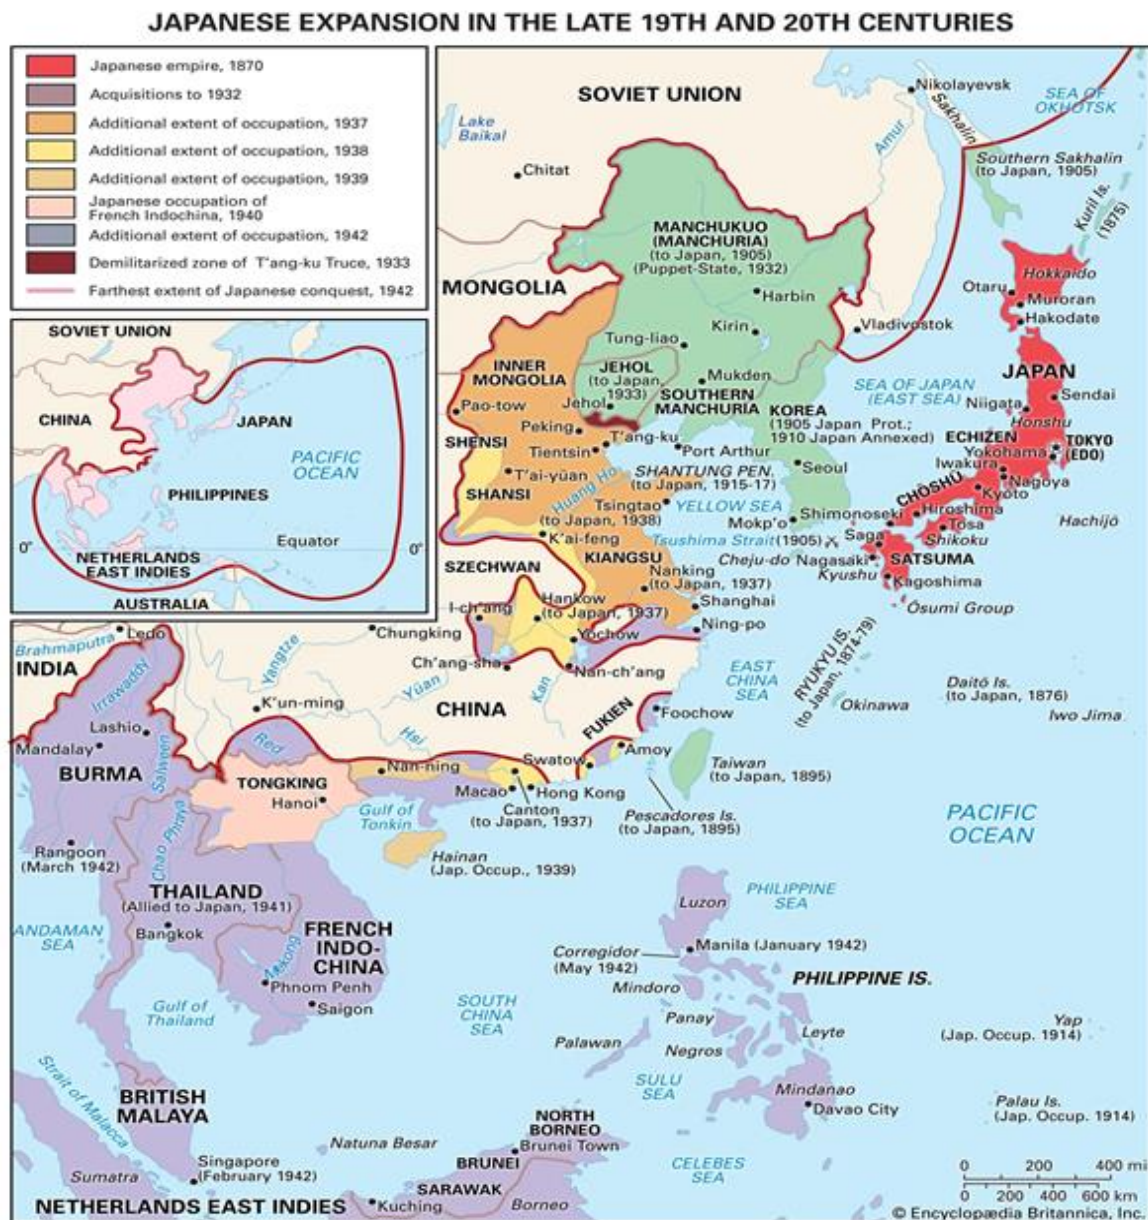 JAPANESE EXPANSION IN THE LATE 19TH AND 20TH CENTURIES
Japanese empire, 1870
Acquisitions to 1932
Additional extent of occupation, 1937
Additional extent of occupation, 1938
Additional extent of occupation, 1939
Japanese occupation of
French Indochina, 1940
Additional extent of occupation, 1942
Demilitarized zone of T'ang-ku Truce, 1933
Farthest extent of Japanese conquest, 1942
SOVIET UNION
CHINA
JAPAN
PACIFIC
OCEAN
PHILIPPINES
0°
Equator
0°
NETHERLANDS
EAST INDIES
AUSTRALIA
SOVIET UNION
Nikolayevsk
SEA OF
OKHOTSK
Lake
Baikal
Chitat
Amur
Sakhalin
Southern Sakhalin
(to Japan, 1905)
Kuril Is.
(1875)
MANCHUKUO
(MANCHURIA)
(to Japan, 1905)
(Puppet-State, 1932)
MONGOLIA
Harbin
Kirin
Vladivostok
Tung-liao
Hokkaido
Otaru
Muroran
Hakodate
INNER
MONGOLIA
JEHOL
(to Japan,
1933)
Jehol
Mukden
SOUTHERN
MANCHURIA
SEA OF JAPAN
(EAST SEA)
JAPAN
Sendai
Niigata
Honshu
Pao-tow
Peking
T'ang-ku
Tientsin
Port Arthur
KOREA
(1905 Japan Prot.;
1910 Japan Annexed)
Seoul
ECHIZEN
TOKYO
(EDO)
Yokohama
Iwakura
Nagoya
Kyoto
CHŌSHŪ
SHENSI
T'ai-yüan
SHANSI
Huang Ho
SHANTUNG PEN.
(to Japan, 1915-17)
Tsingtao
(to Japan, 1938)
YELLOW SEA
Mokp'o
Shimonoseki
Hiroshima
Tosa
Shikoku
Hachijō
K'ai-feng
Tsushima Strait (1905)
Saga
SATSUMA
Cheju-do
Nagasaki
Kyushu
Kagoshima
Ōsumi Group
KIANGSU
SZECHWAN
Nanking
(to Japan, 1937)
Shanghai
I-ch'ang
Hankow
(to Japan, 1937)
Ning-po
Yochow
Chungking
Ch'ang-sha
Nan-ch'ang
Brahmaputra
Ledo
INDIA
Irrawaddy
Yangtze
Yüan
Kan
K'un-ming
CHINA
Hsi
EAST
CHINA
SEA
RYUKYU IS.
(to Japan, 1874-79)
Okinawa
Daitō Is.
(to Japan, 1876)
Iwo Jima
Lashio
Mandalay
BURMA
Salween
Red
FUKIEN
Foochow
Amoy
Swatow
Taiwan
(to Japan, 1895)
TONGKING
Hanoi
Nan-ning
Macao
Hong Kong
Canton
(to Japan, 1937)
Pescadores Is.
(to Japan, 1895)
Gulf of
Tonkin
Hainan
(Jap. Occup., 1939)
PACIFIC
OCEAN
Rangoon
(March 1942)
Chao Phraya
THAILAND
(Allied to Japan, 1941)
Bangkok
ANDAMAN
SEA
FRENCH
INDO-
CHINA
Mekong
Phnom Penh
Saigon
Gulf of
Thailand
SOUTH
CHINA
SEA
Luzon
PHILIPPINE
SEA
Manila (January 1942)
Corregidor
(May 1942)
PHILIPPINE IS.
Mindoro
Panay
Leyte
Palawan
Negros
Yap
(Jap. Occup. 1914)
SULU
SEA
Mindanao
Davao City
Palau Is.
(Jap. Occup. 1914)
Strait of Malacca
BRITISH
MALAYA
Natuna Besar
NORTH
BORNEO
Brunei Town
BRUNEI
SARAWAK
CELEBES
SEA
Singapore
(February 1942)
Sumatra
NETHERLANDS EAST INDIES
Kuching
Borneo
0 200 400 mi
0 200 400 600 km
© Encyclopædia Britannica, Inc.